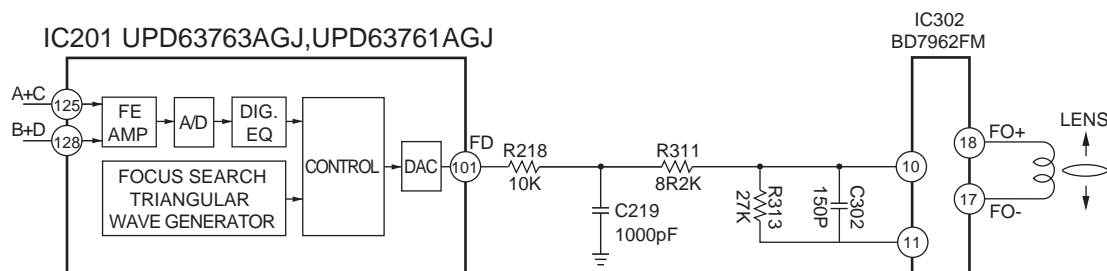 IC201 UPD63763AGJ,UPD63761AGJ
IC302
BD7962FM
A+C
125
B+D
128
FE
AMP
A/D
DIG.
EQ
CONTROL
DAC
FD
101
FOCUS SEARCH
TRIANGULAR
WAVE GENERATOR
R218
10K
C219
1000pF
R311
8R2K
R313
27K
C302
150P
10
11
18
FO+
17
FO-
LENS